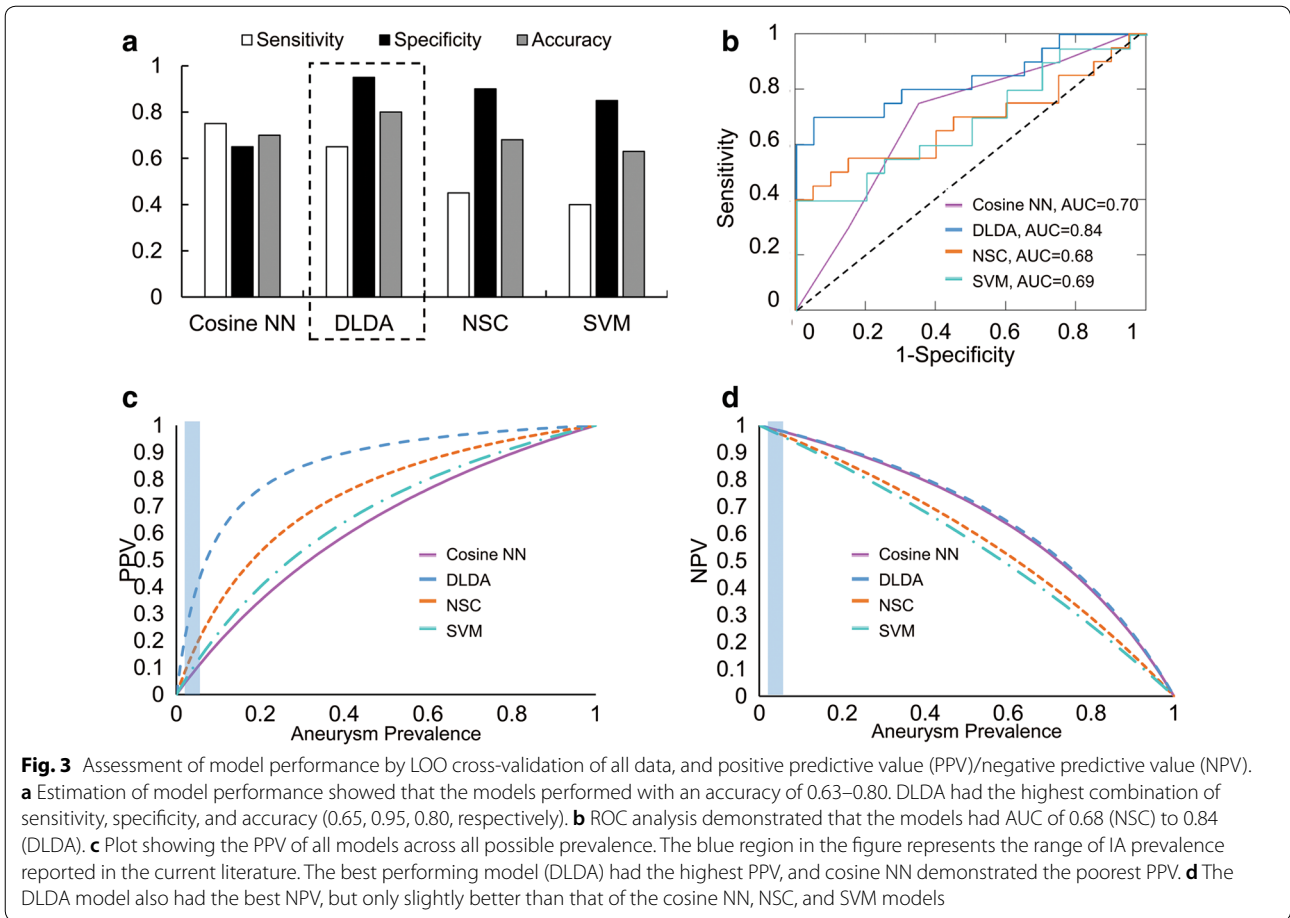 a
Sensitivity Specificity Accuracy
1
0.8
0.6
0.4
0.2
0
Cosine NN DLDA NSC SVM
b
1
0.8
0.6
0.4
0.2
0
Sensitivity
Cosine NN, AUC=0.70
DLDA, AUC=0.84
NSC, AUC=0.68
SVM, AUC=0.69
0 0.2 0.4 0.6 0.8 1
1-Specificity
c
1
0.9
0.8
0.7
0.6
0.5
0.4
0.3
0.2
0.1
0
PPV
Cosine NN
DLDA
NSC
SVM
0 0.2 0.4 0.6 0.8 1
Aneurysm Prevalence
d
1
0.9
0.8
0.7
0.6
0.5
0.4
0.3
0.2
0.1
0
NPV
Cosine NN
DLDA
NSC
SVM
0 0.2 0.4 0.6 0.8 1
Aneurysm Prevalence
Fig. 3 Assessment of model performance by LOO cross-validation of all data, and positive predictive value (PPV)/negative predictive value (NPV).
a Estimation of model performance showed that the models performed with an accuracy of 0.63–0.80. DLDA had the highest combination of
sensitivity, specificity, and accuracy (0.65, 0.95, 0.80, respectively). b ROC analysis demonstrated that the models had AUC of 0.68 (NSC) to 0.84
(DLDA). c Plot showing the PPV of all models across all possible prevalence. The blue region in the figure represents the range of IA prevalence
reported in the current literature. The best performing model (DLDA) had the highest PPV, and cosine NN demonstrated the poorest PPV. d The
DLDA model also had the best NPV, but only slightly better than that of the cosine NN, NSC, and SVM models